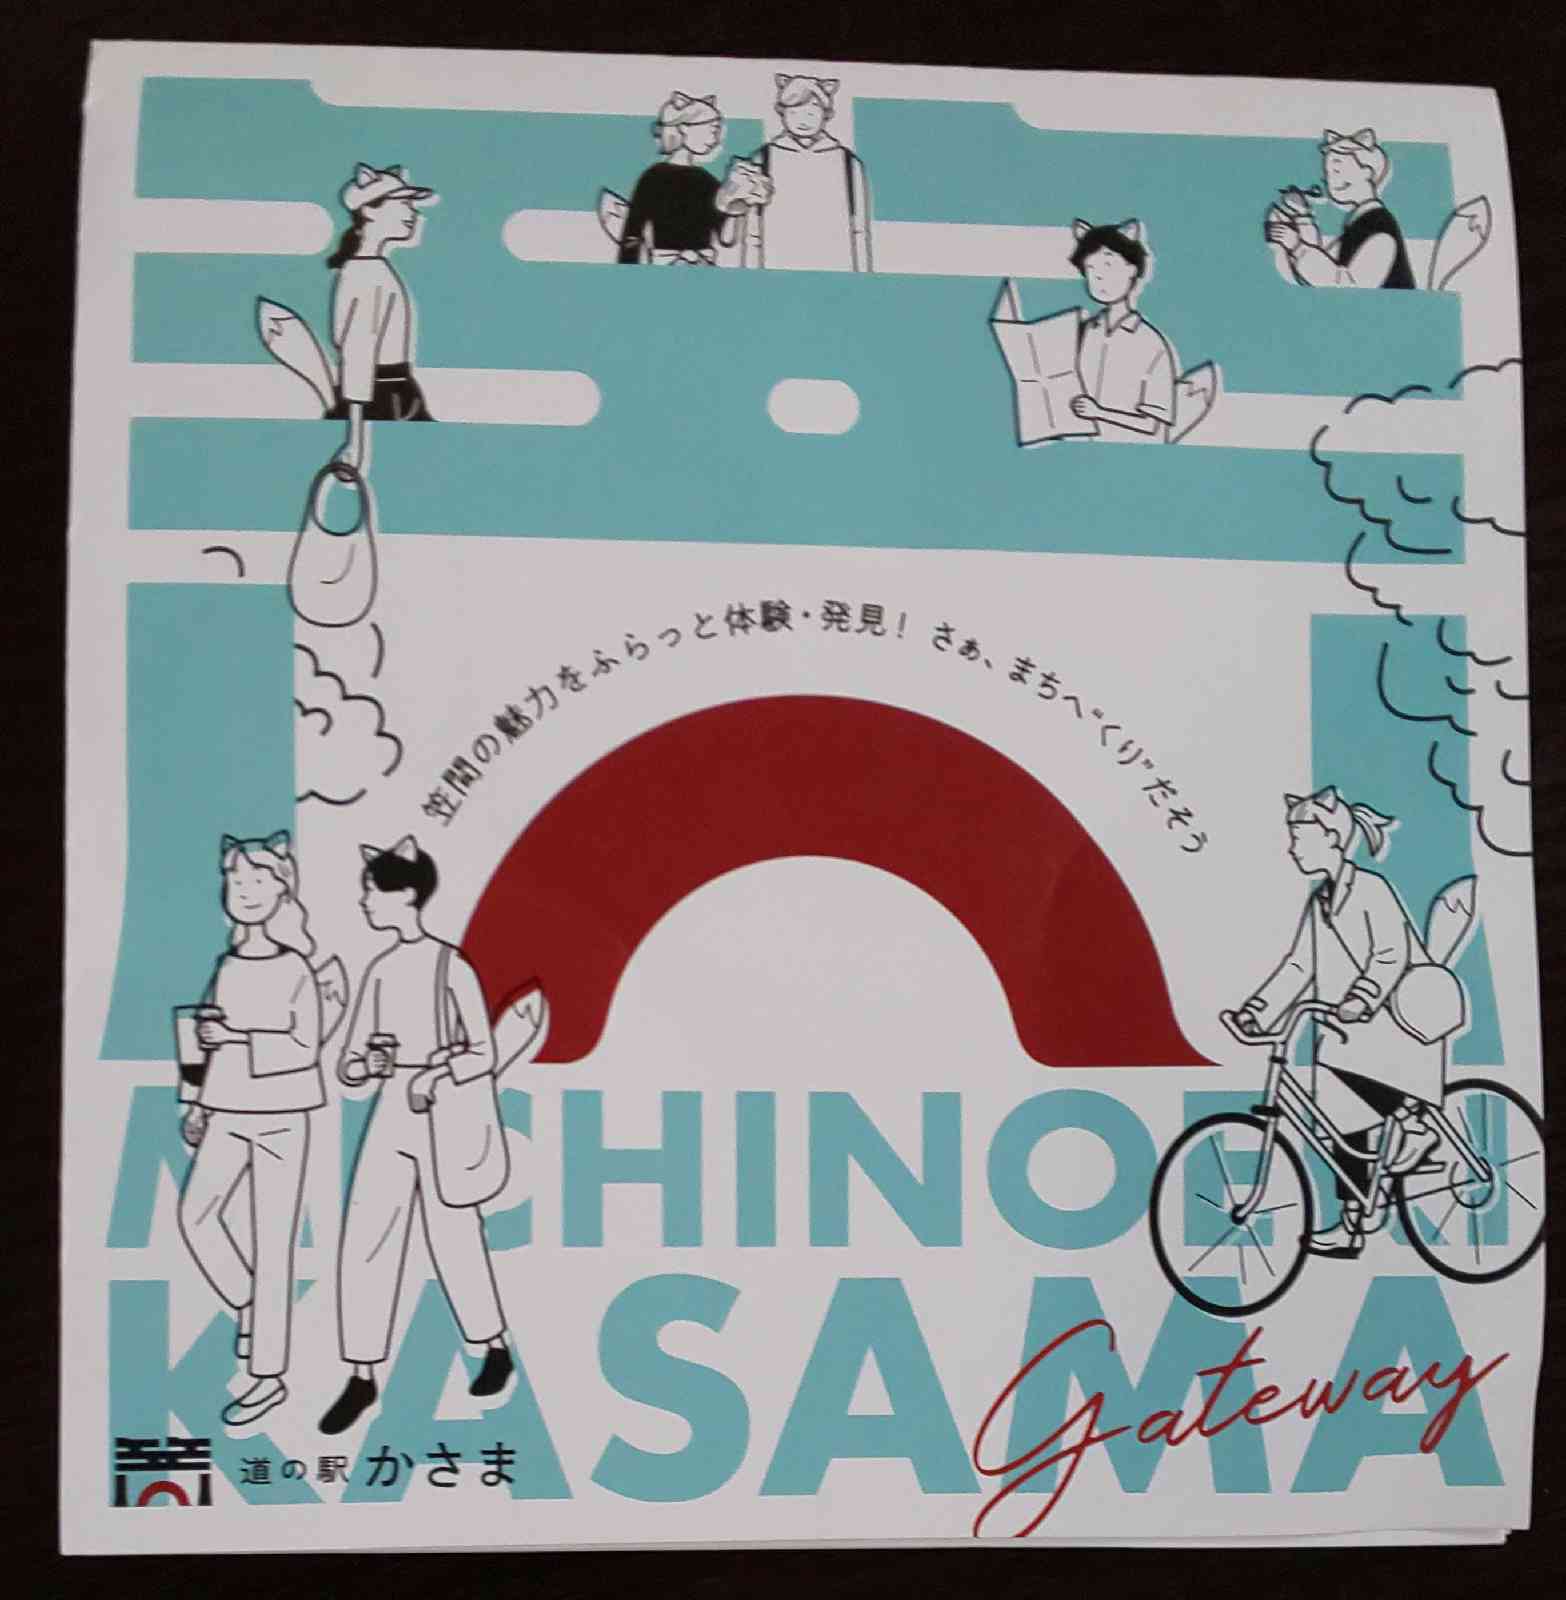 笠間の魅力をふらっと体験・発見！ さぁ、まちへ“くり”だそう
MICHINOEKI
KASAMA
gateway
道の駅 かさま